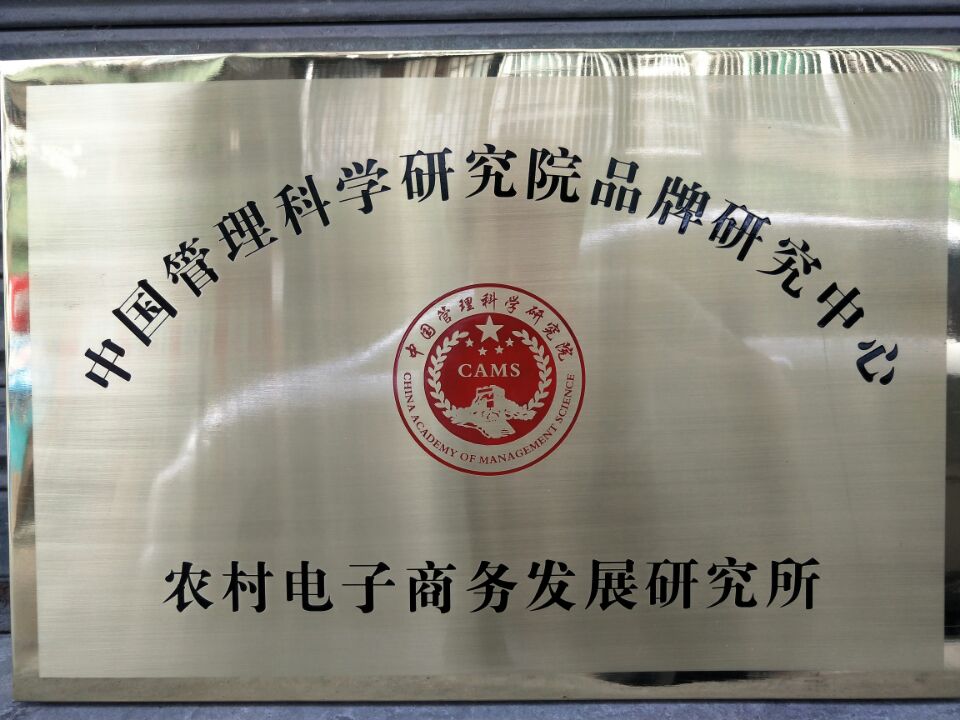 中国管理科学研究院品牌研究中心
中国管理科学研究院
CAMS
CHINA ACADEMY OF MANAGEMENT SCIENCE
农村电子商务发展研究所